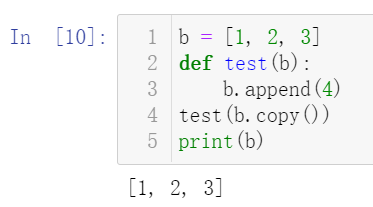 In [10]:
1 b = [1, 2, 3]
2 def test(b):
3     b.append(4)
4 test(b.copy())
5 print(b)
[1, 2, 3]